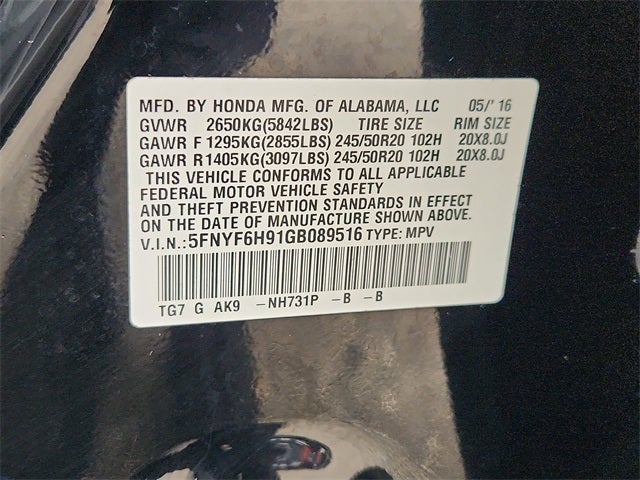 MFD. BY HONDA MFG. OF ALABAMA, LLC 05/'16
GVWR 2650KG(5842LBS) TIRE SIZE RIM SIZE
GAWR F 1295KG(2855LBS) 245/50R20 102H 20X8.0J
GAWR R 1405KG(3097LBS) 245/50R20 102H 20X8.0J
THIS VEHICLE CONFORMS TO ALL APPLICABLE
FEDERAL MOTOR VEHICLE SAFETY
AND THEFT PREVENTION STANDARDS IN EFFECT
ON THE DATE OF MANUFACTURE SHOWN ABOVE.
V.I.N.: 5FNYF6H91GB089516 TYPE: MPV
TG7 G AK9 -NH731P -B -B